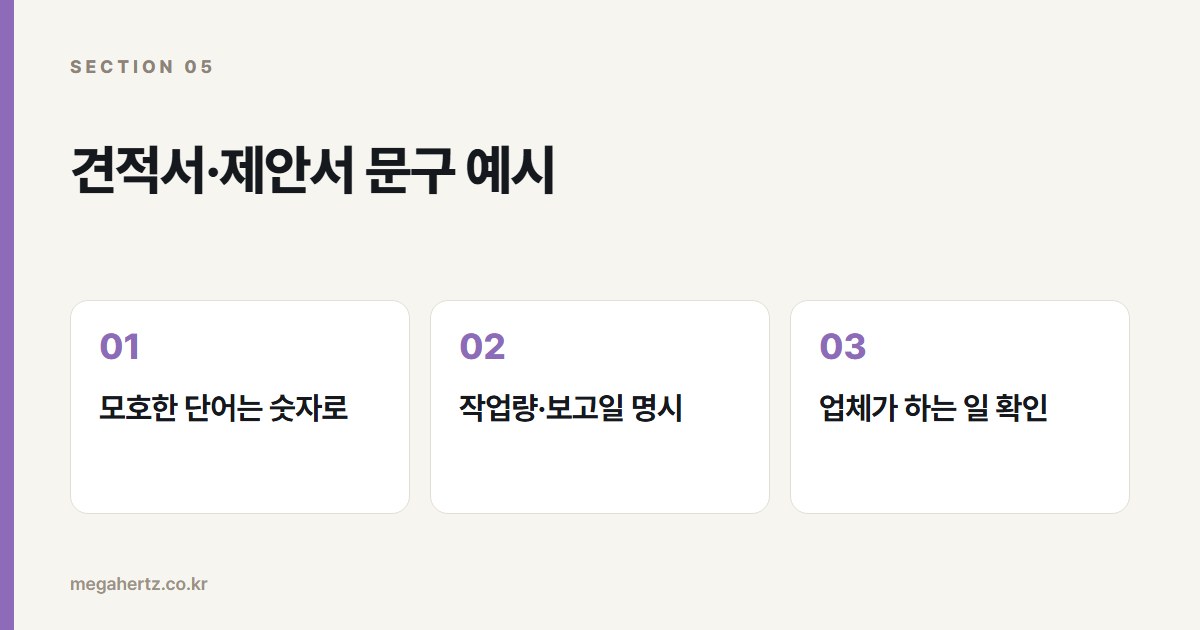 SECTION 05
견적서·제안서 문구 예시
01
모호한 단어는 숫자로
02
작업량·보고일 명시
03
업체가 하는 일 확인
megahertz.co.kr